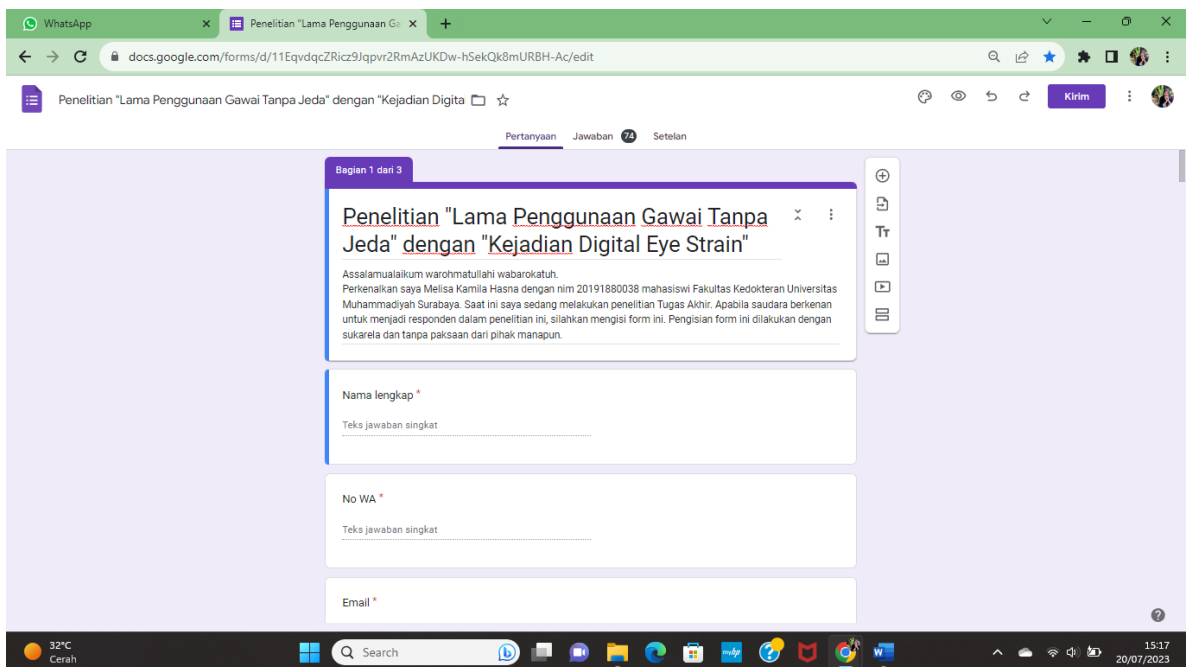 WhatsApp
Penelitian "Lama Penggunaan Ga
docs.google.com/forms/d/11EqvdqcZRicz9Jqpvr2RmAzUKDw-hSekQk8mURBH-Ac/edit
Penelitian "Lama Penggunaan Gawai Tanpa Jeda" dengan "Kejadian Digita
Kirim
Pertanyaan Jawaban 74 Setelan
Bagian 1 dari 3
Penelitian "Lama Penggunaan Gawai Tanpa
Jeda" dengan "Kejadian Digital Eye Strain"
Assalamualaikum warohmatullahi wabarokatuh.
Perkenalkan saya Melisa Kamila Hasna dengan nim 20191880038 mahasiswi Fakultas Kedokteran Universitas
Muhammadiyah Surabaya. Saat ini saya sedang melakukan penelitian Tugas Akhir. Apabila saudara berkenan
untuk menjadi responden dalam penelitian ini, silahkan mengisi form ini. Pengisian form ini dilakukan dengan
sukarela dan tanpa paksaan dari pihak manapun.
Tт
Nama lengkap *
Teks jawaban singkat
No WA *
Teks jawaban singkat
Email *
32°C
Cerah
Search
15:17
20/07/2023